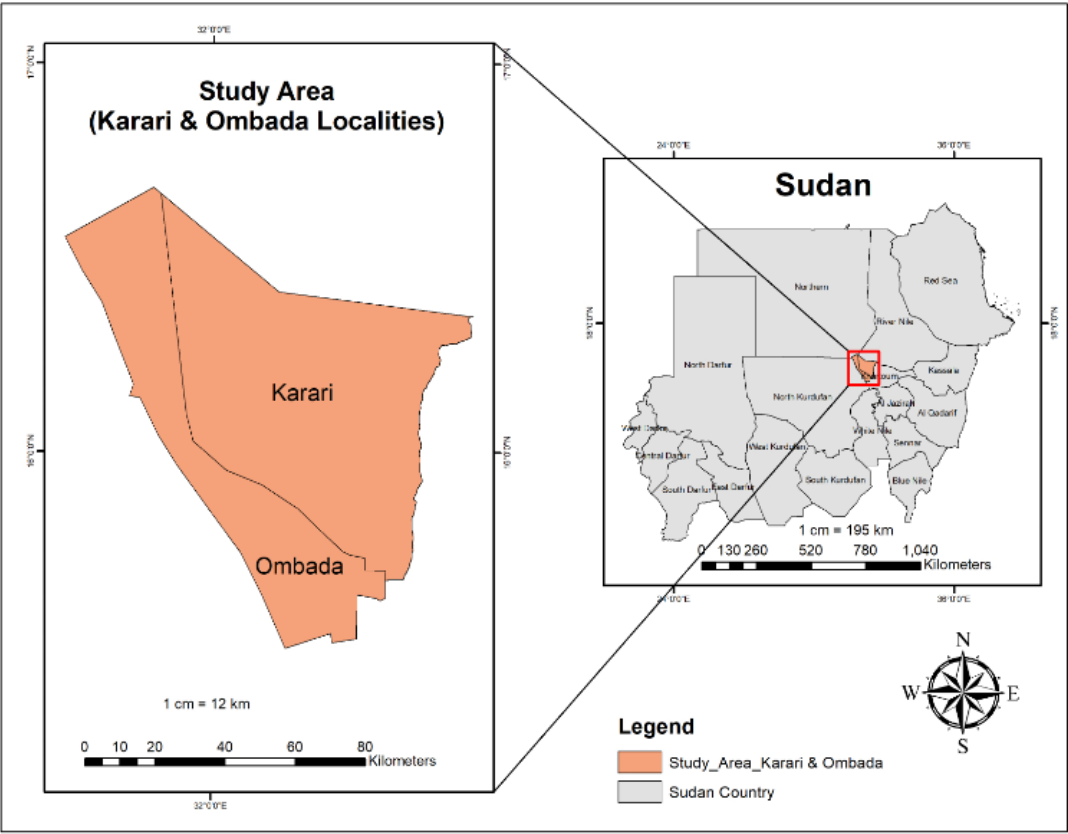 32°0'0"E
17°0'0"N
17°0'0"N
Study Area
(Karari & Ombada Localities)
Karari
16°0'0"N
16°0'0"N
Ombada
1 cm = 12 km
0 10 20 40 60 80
Kilometers
32°0'0"E
24°0'0"E
36°0'0"E
Sudan
Northern
Red Sea
18°0'0"N
18°0'0"N
River Nile
North Darfur
Khartoum
Kassala
North Kurdufan
Al Jazirah
Al Qadarif
West Darfur
White Nile
Sennar
West Kurdufan
Central Darfur
South Darfur
East Darfur
South Kurdufan
Blue Nile
1 cm = 195 km
0 130 260 520 780 1,040
Kilometers
24°0'0"E
36°0'0"E
N
W
E
S
Legend
Study_Area_Karari & Ombada
Sudan Country